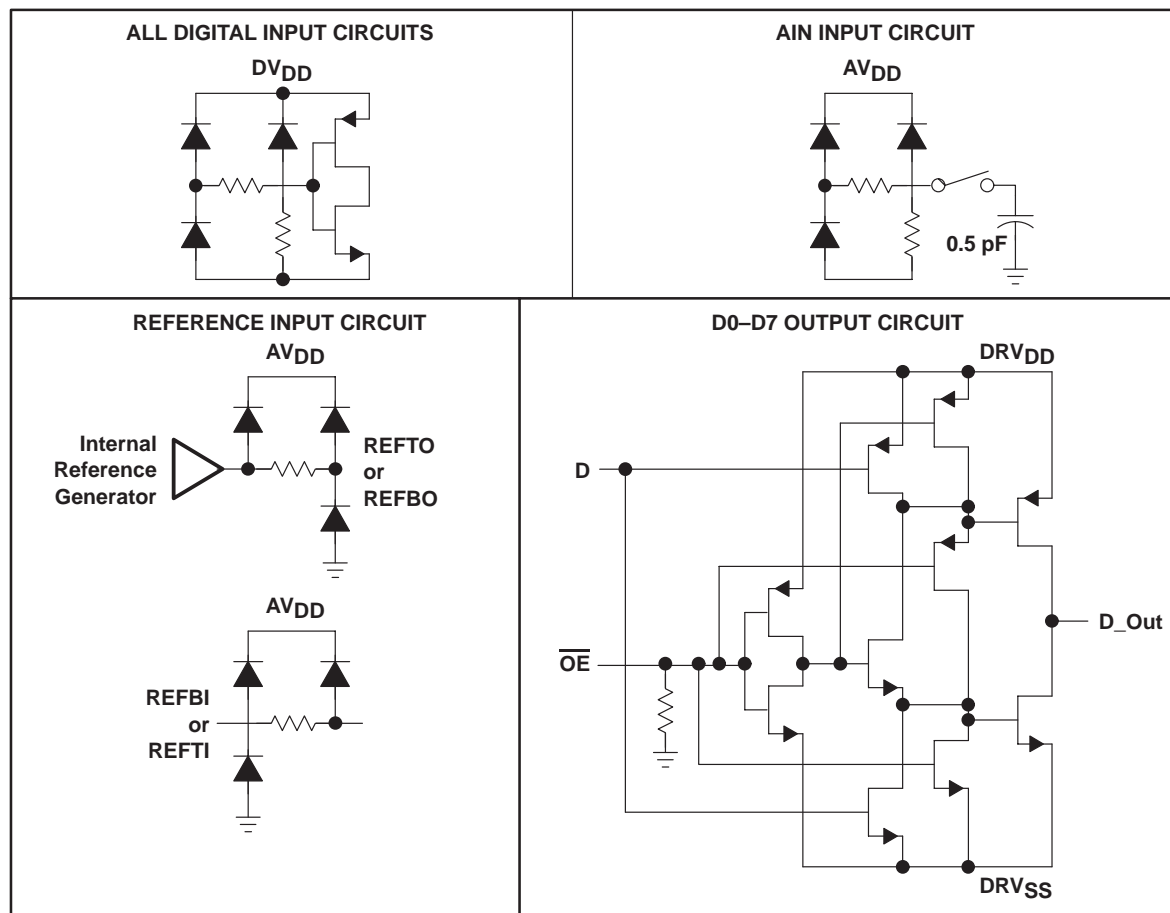 ALL DIGITAL INPUT CIRCUITS
DVDD
AIN INPUT CIRCUIT
AVDD
0.5 pF
REFERENCE INPUT CIRCUIT
AVDD
Internal
Reference
Generator
REFTO
or
REFBO
AVDD
REFBI
or
REFTI
D0–D7 OUTPUT CIRCUIT
DRVDD
D
D_Out
OE
DRVSS